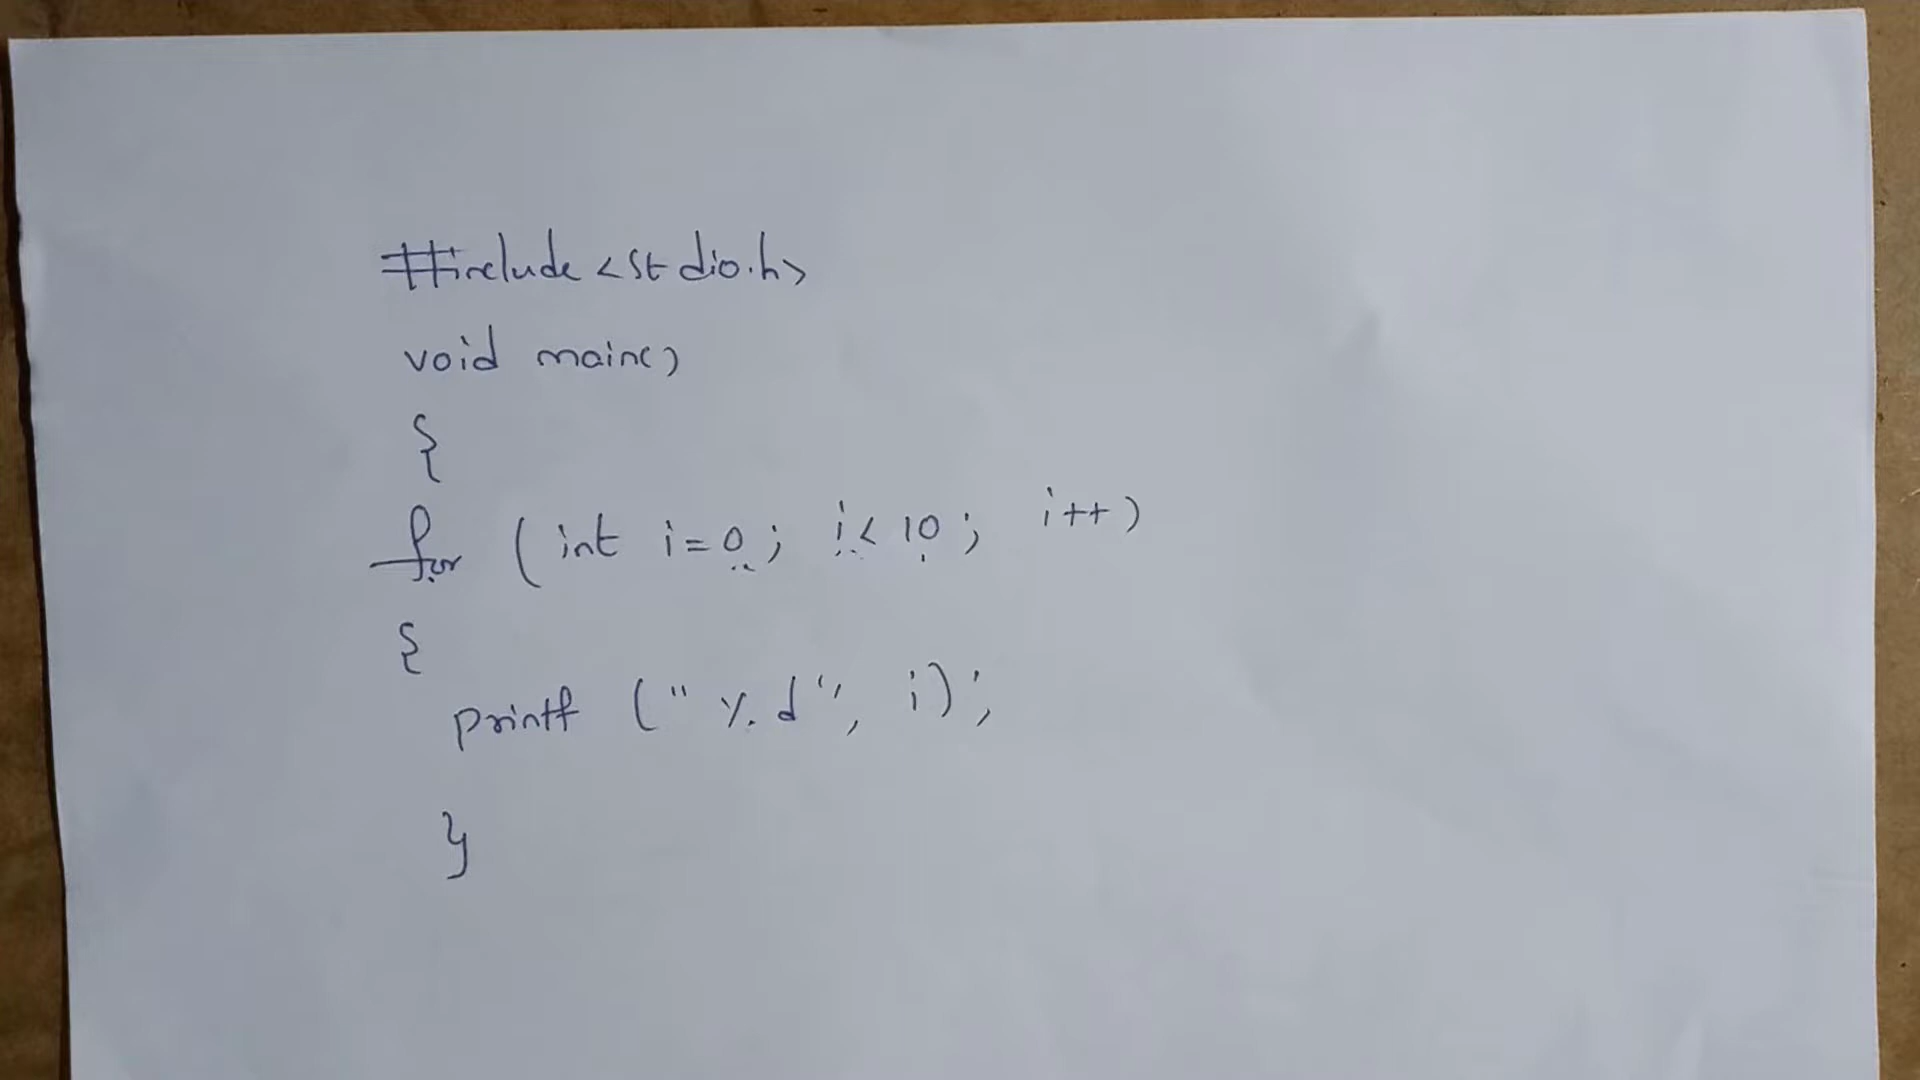 #include <stdio.h>
void main()
{
for (int i=0; i<10; i++)
{
printf ("%d", i);
}